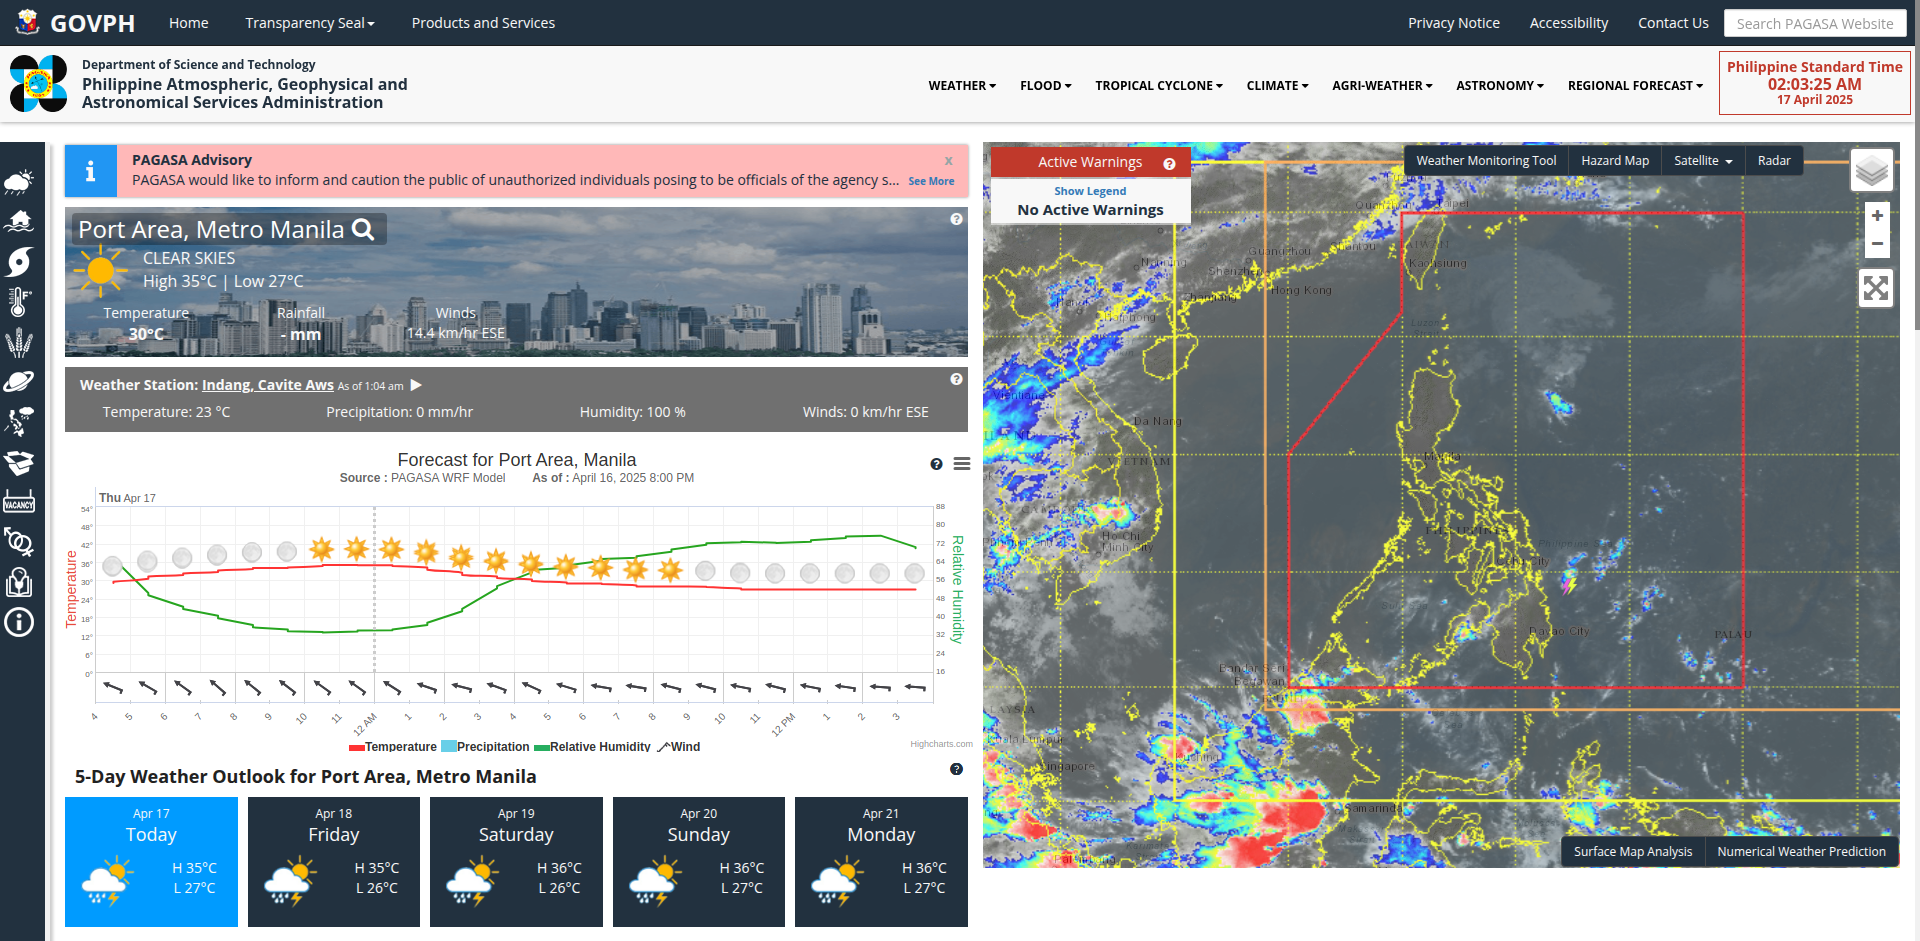 GOVPH
Home
Transparency Seal
Products and Services
Privacy Notice
Accessibility
Contact Us
Search PAGASA Website
Department of Science and Technology
Philippine Atmospheric, Geophysical and
Astronomical Services Administration
WEATHER
FLOOD
TROPICAL CYCLONE
CLIMATE
AGRI-WEATHER
ASTRONOMY
REGIONAL FORECAST
Philippine Standard Time
02:03:25 AM
17 April 2025
VACANCY
i
PAGASA Advisory
x
PAGASA would like to inform and caution the public of unauthorized individuals posing to be officials of the agency s... See More
Port Area, Metro Manila
CLEAR SKIES
High 35°C | Low 27°C
Temperature
Rainfall
Winds
30°C
- mm
14.4 km/hr ESE
Weather Station: Indang, Cavite Aws As of 1:04 am
Temperature: 23 °C
Precipitation: 0 mm/hr
Humidity: 100 %
Winds: 0 km/hr ESE
Forecast for Port Area, Manila
Source : PAGASA WRF Model As of : April 16, 2025 8:00 PM
Thu Apr 17
54°
48°
42°
36°
30°
24°
18°
12°
6°
0°
Temperature
88
80
72
64
56
48
40
32
24
16
Relative Humidity
4 5 6 7 8 9 10 11 12 AM 1 2 3 4 5 6 7 8 9 10 11 12 PM 1 2 3
Temperature Precipitation Relative Humidity Wind
Highcharts.com
5-Day Weather Outlook for Port Area, Metro Manila
Apr 17
Today
H 35°C
L 27°C
Apr 18
Friday
H 35°C
L 26°C
Apr 19
Saturday
H 36°C
L 26°C
Apr 20
Sunday
H 36°C
L 27°C
Apr 21
Monday
H 36°C
L 27°C
Active Warnings
Show Legend
No Active Warnings
Weather Monitoring Tool
Hazard Map
Satellite
Radar
+
−
Taipei
Guangzhou
Shenzhen
Hong Kong
Kaohsiung
Haiphong
Luzon
Vientiane
Da Nang
VIETNAM
Manila
Ho Chi
Minh City
Davao City
PALAU
Bandar Seri
Begawan
Kuala Lumpur
Singapore
Kuching
Samarinda
Surface Map Analysis
Numerical Weather Prediction